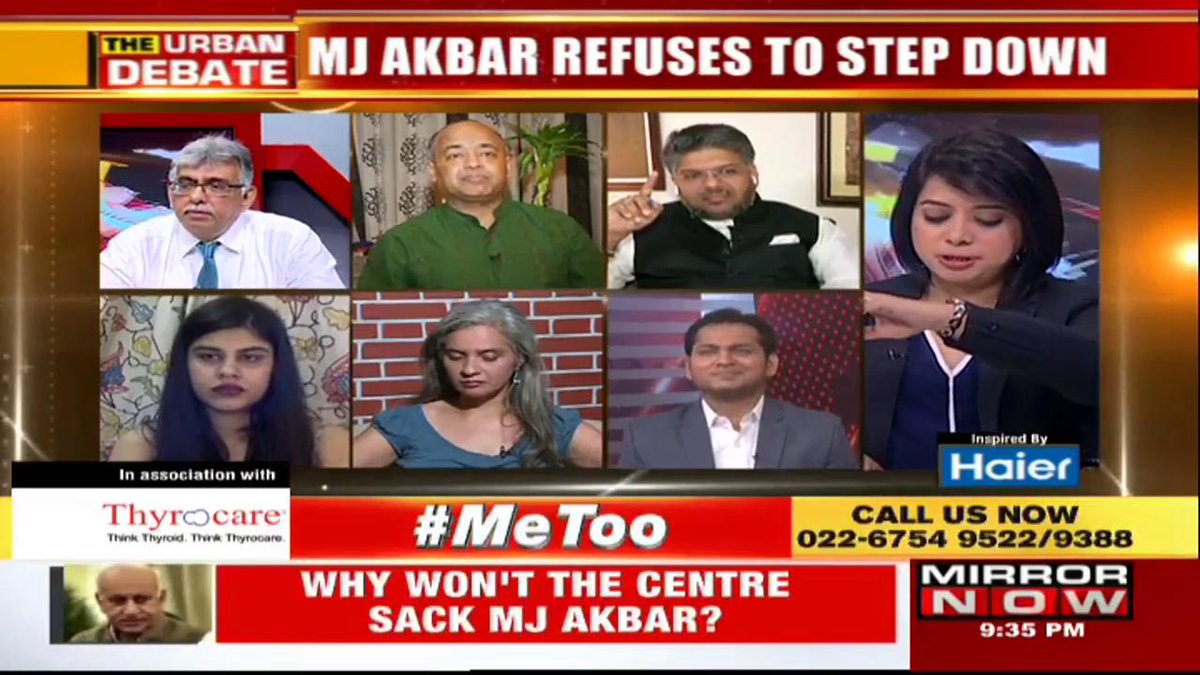 THE URBAN
DEBATE
MJ AKBAR REFUSES TO STEP DOWN
Inspired By
Haier
In association with
Thyrocare
Think Thyroid. Think Thyrocare.
#MeToo
CALL US NOW
022-6754 9522/9388
WHY WON'T THE CENTRE
SACK MJ AKBAR?
MIRROR
NOW
9:35 PM